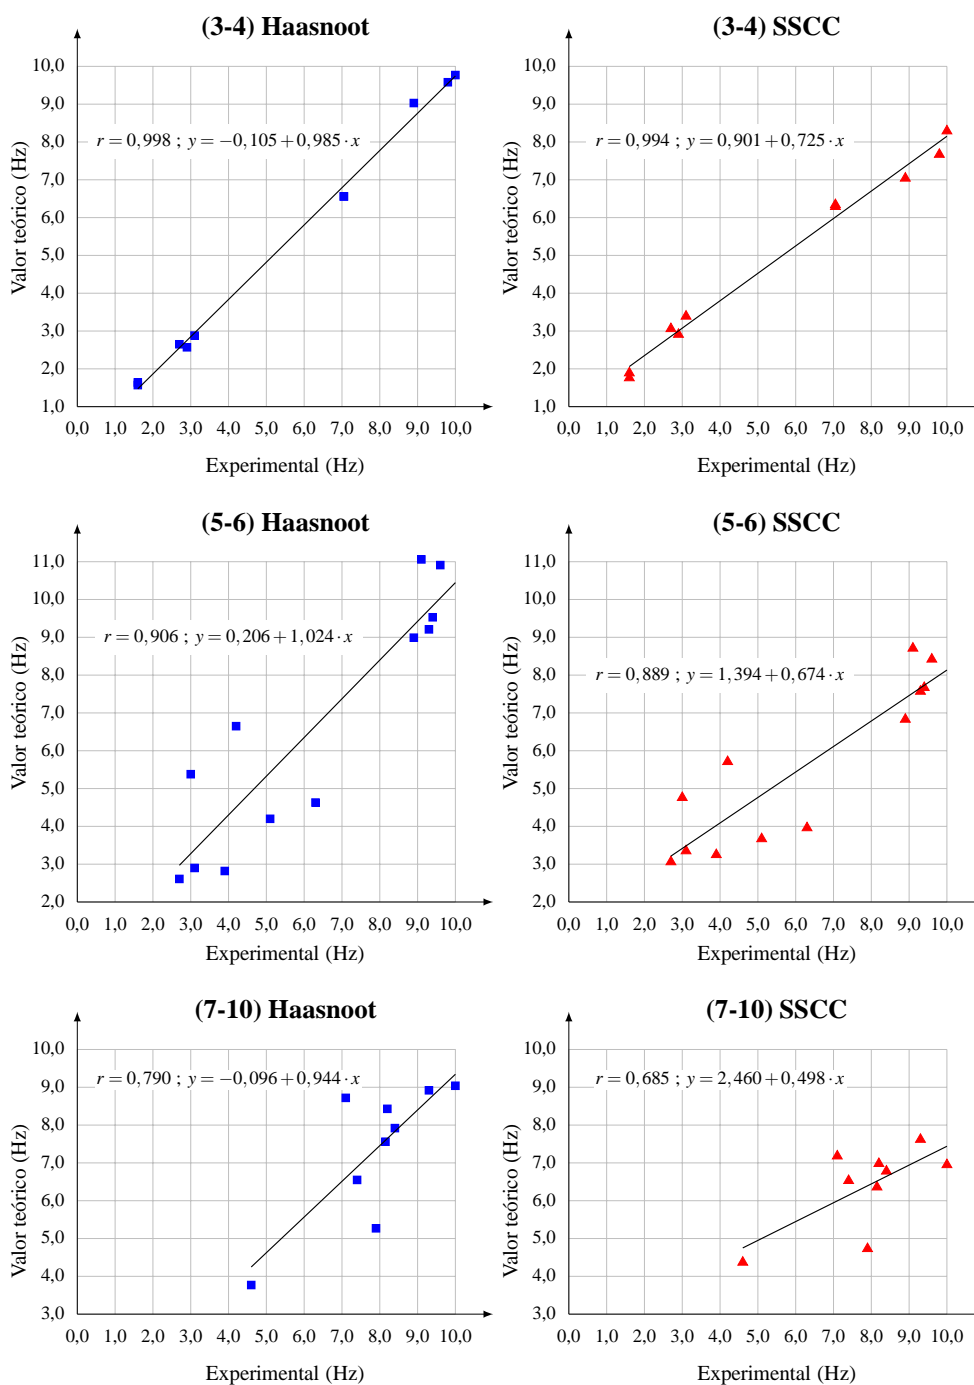 (3-4) Haasnoot
10,0
9,0
8,0
7,0
6,0
5,0
4,0
3,0
2,0
1,0
Valor teórico (Hz)
r = 0,998 ; y = −0,105 + 0,985 · x
0,0 1,0 2,0 3,0 4,0 5,0 6,0 7,0 8,0 9,0 10,0
Experimental (Hz)
(3-4) SSCC
10,0
9,0
8,0
7,0
6,0
5,0
4,0
3,0
2,0
1,0
Valor teórico (Hz)
r = 0,994 ; y = 0,901 + 0,725 · x
0,0 1,0 2,0 3,0 4,0 5,0 6,0 7,0 8,0 9,0 10,0
Experimental (Hz)
(5-6) Haasnoot
11,0
10,0
9,0
8,0
7,0
6,0
5,0
4,0
3,0
2,0
Valor teórico (Hz)
r = 0,906 ; y = 0,206 + 1,024 · x
0,0 1,0 2,0 3,0 4,0 5,0 6,0 7,0 8,0 9,0 10,0
Experimental (Hz)
(5-6) SSCC
11,0
10,0
9,0
8,0
7,0
6,0
5,0
4,0
3,0
2,0
Valor teórico (Hz)
r = 0,889 ; y = 1,394 + 0,674 · x
0,0 1,0 2,0 3,0 4,0 5,0 6,0 7,0 8,0 9,0 10,0
Experimental (Hz)
(7-10) Haasnoot
10,0
9,0
8,0
7,0
6,0
5,0
4,0
3,0
Valor teórico (Hz)
r = 0,790 ; y = −0,096 + 0,944 · x
0,0 1,0 2,0 3,0 4,0 5,0 6,0 7,0 8,0 9,0 10,0
Experimental (Hz)
(7-10) SSCC
10,0
9,0
8,0
7,0
6,0
5,0
4,0
3,0
Valor teórico (Hz)
r = 0,685 ; y = 2,460 + 0,498 · x
0,0 1,0 2,0 3,0 4,0 5,0 6,0 7,0 8,0 9,0 10,0
Experimental (Hz)